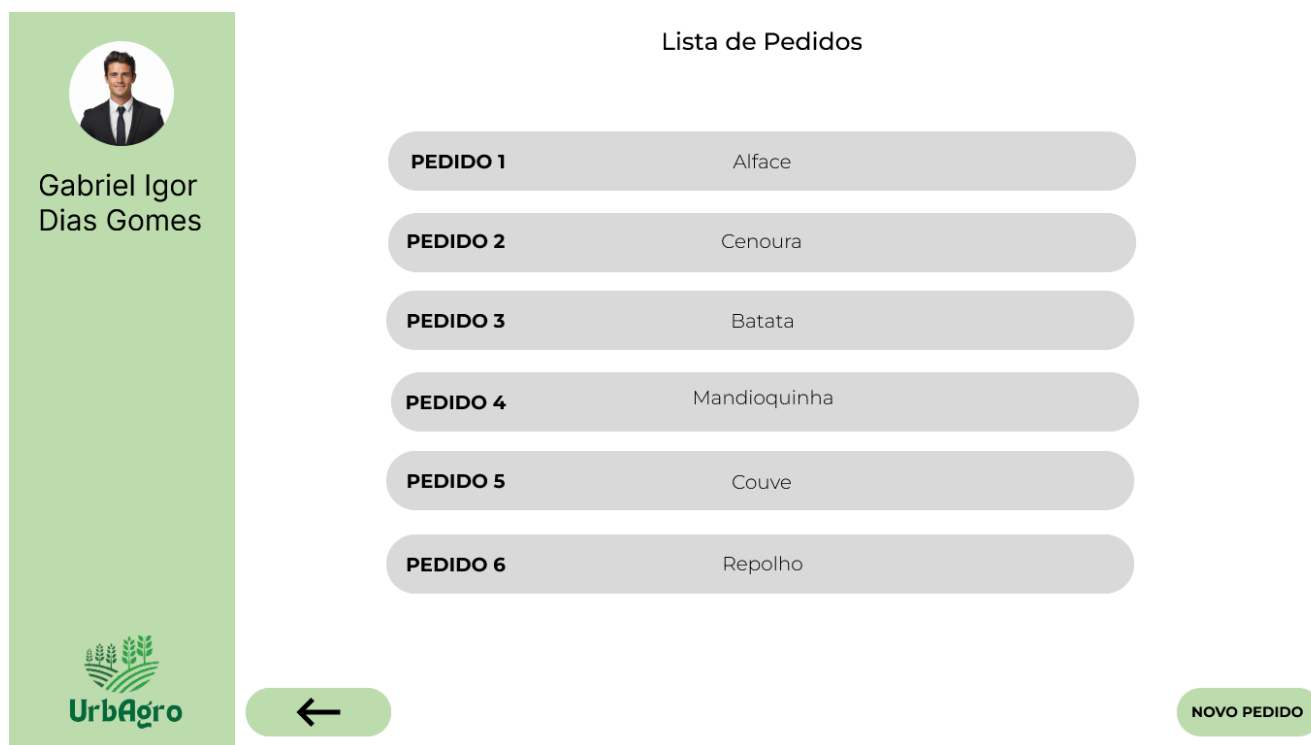 Lista de Pedidos
Gabriel Igor
Dias Gomes
PEDIDO 1 Alface
PEDIDO 2 Cenoura
PEDIDO 3 Batata
PEDIDO 4 Mandioquinha
PEDIDO 5 Couve
PEDIDO 6 Repolho
UrbAgro
NOVO PEDIDO